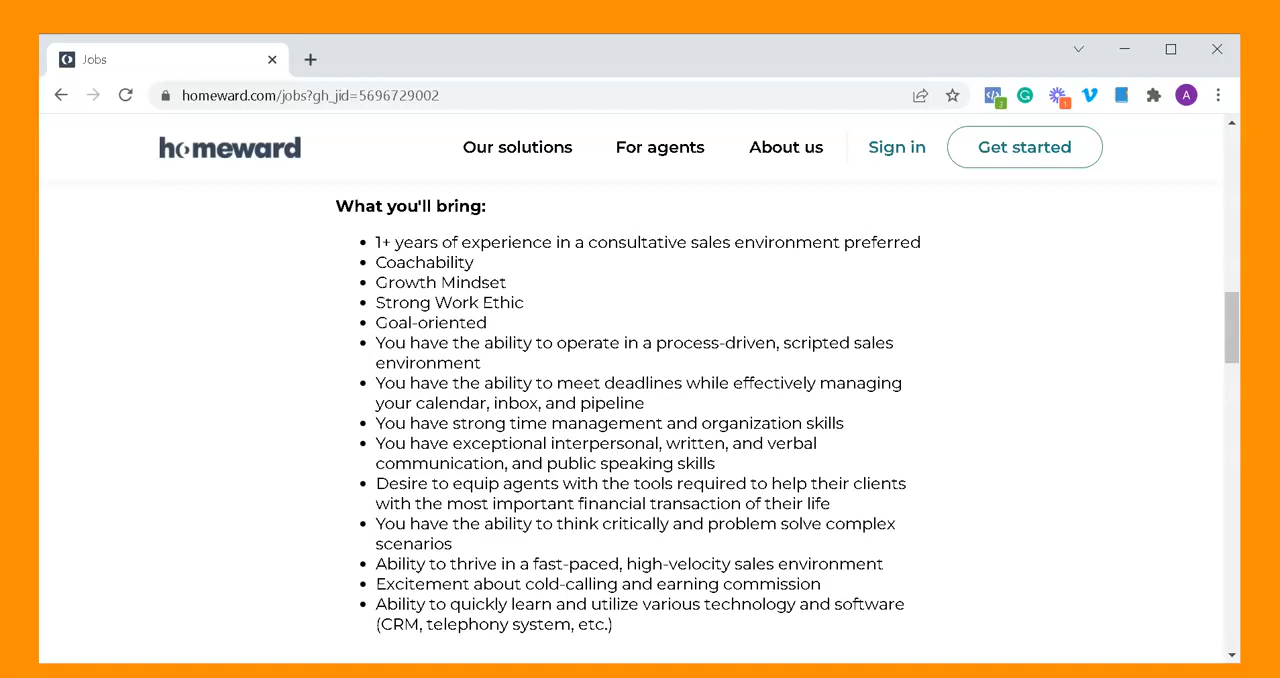 Jobs
homeward.com/jobs?gh_jid=5696729002
3
1
A
homeward
Our solutions
For agents
About us
Sign in
Get started
What you'll bring:
• 1+ years of experience in a consultative sales environment preferred
• Coachability
• Growth Mindset
• Strong Work Ethic
• Goal-oriented
• You have the ability to operate in a process-driven, scripted sales
environment
• You have the ability to meet deadlines while effectively managing
your calendar, inbox, and pipeline
• You have strong time management and organization skills
• You have exceptional interpersonal, written, and verbal
communication, and public speaking skills
• Desire to equip agents with the tools required to help their clients
with the most important financial transaction of their life
• You have the ability to think critically and problem solve complex
scenarios
• Ability to thrive in a fast-paced, high-velocity sales environment
• Excitement about cold-calling and earning commission
• Ability to quickly learn and utilize various technology and software
(CRM, telephony system, etc.)